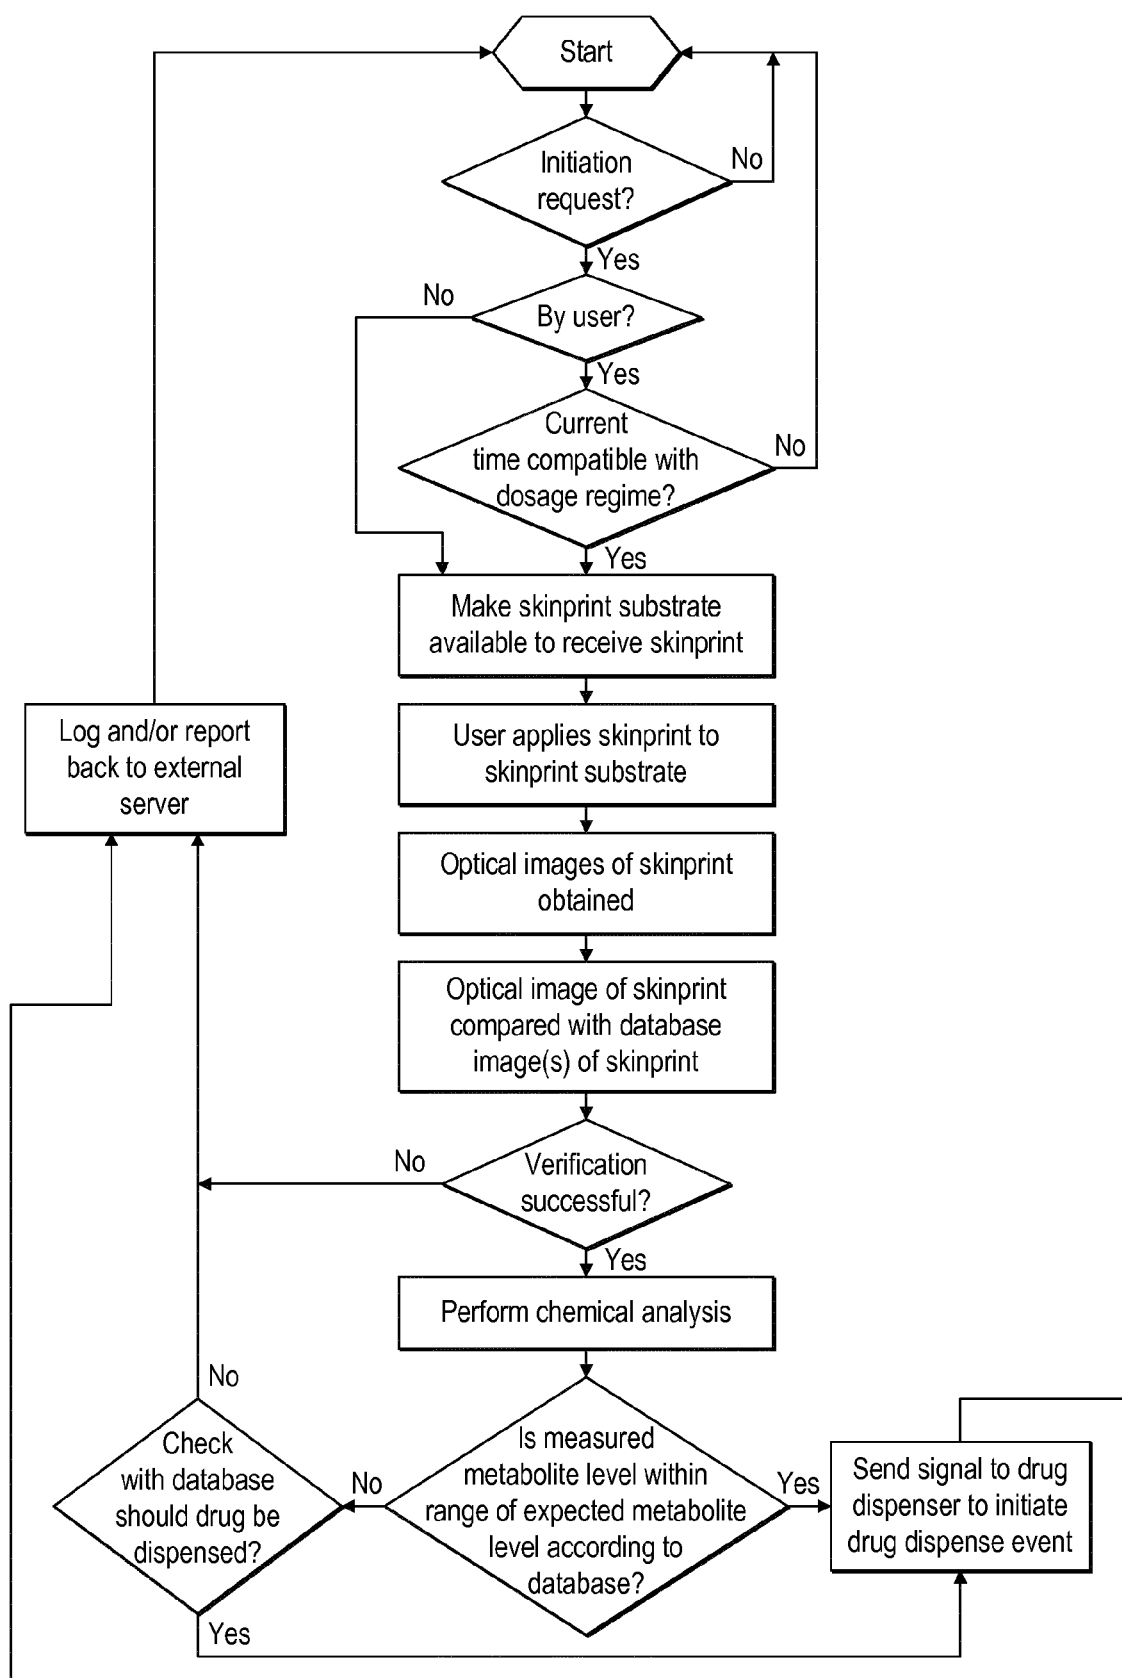 Start
Initiation
request?
No
Yes
No
By user?
Yes
Current
time compatible with
dosage regime?
No
Yes
Make skinprint substrate
available to receive skinprint
Log and/or report
back to external
server
User applies skinprint to
skinprint substrate
Optical images of skinprint
obtained
Optical image of skinprint
compared with database
image(s) of skinprint
No
Verification
successful?
Yes
Perform chemical analysis
No
Check
with database
should drug be
dispensed?
No
Is measured
metabolite level within
range of expected metabolite
level according to
database?
Yes
Send signal to drug
dispenser to initiate
drug dispense event
Yes